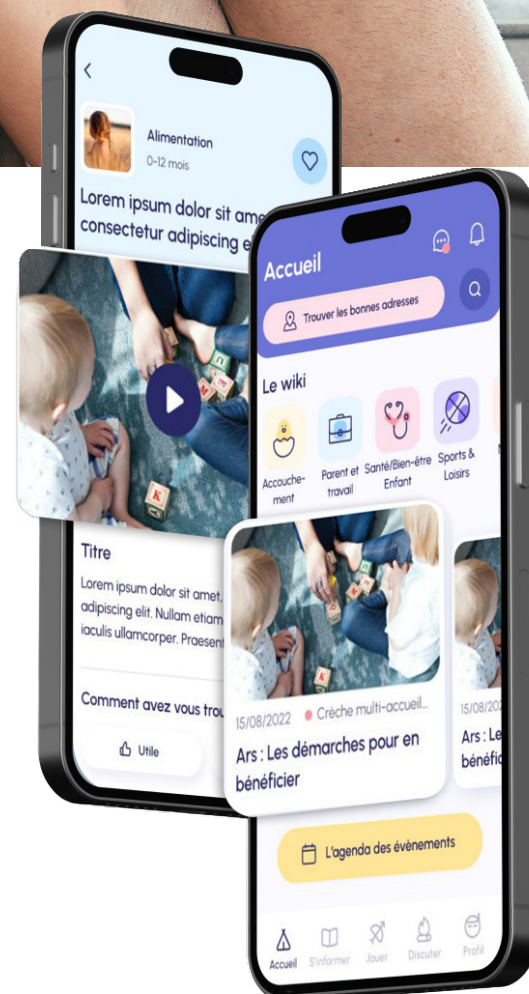 Alimentation
0-12 mois
Lorem ipsum dolor sit ame
consectetur adipiscing e
Titre
Lorem ipsum dolor sit amet,
adipiscing elit. Nullam etiam
iaculis ullamcorper. Praesent
Comment avez vous trou
Utile
Accueil
Trouver les bonnes adresses
Le wiki
Accouche-
ment
Parent et
travail
Santé/Bien-être
Enfant
Sports &
Loisirs
K
15/08/2022 Crèche multi-accueil...
Ars : Les démarches pour en
bénéficier
15/08/202
Ars : Le
bénéfic
L'agenda des évènements
Accueil
S'informer
Jouer
Discuter
Profil